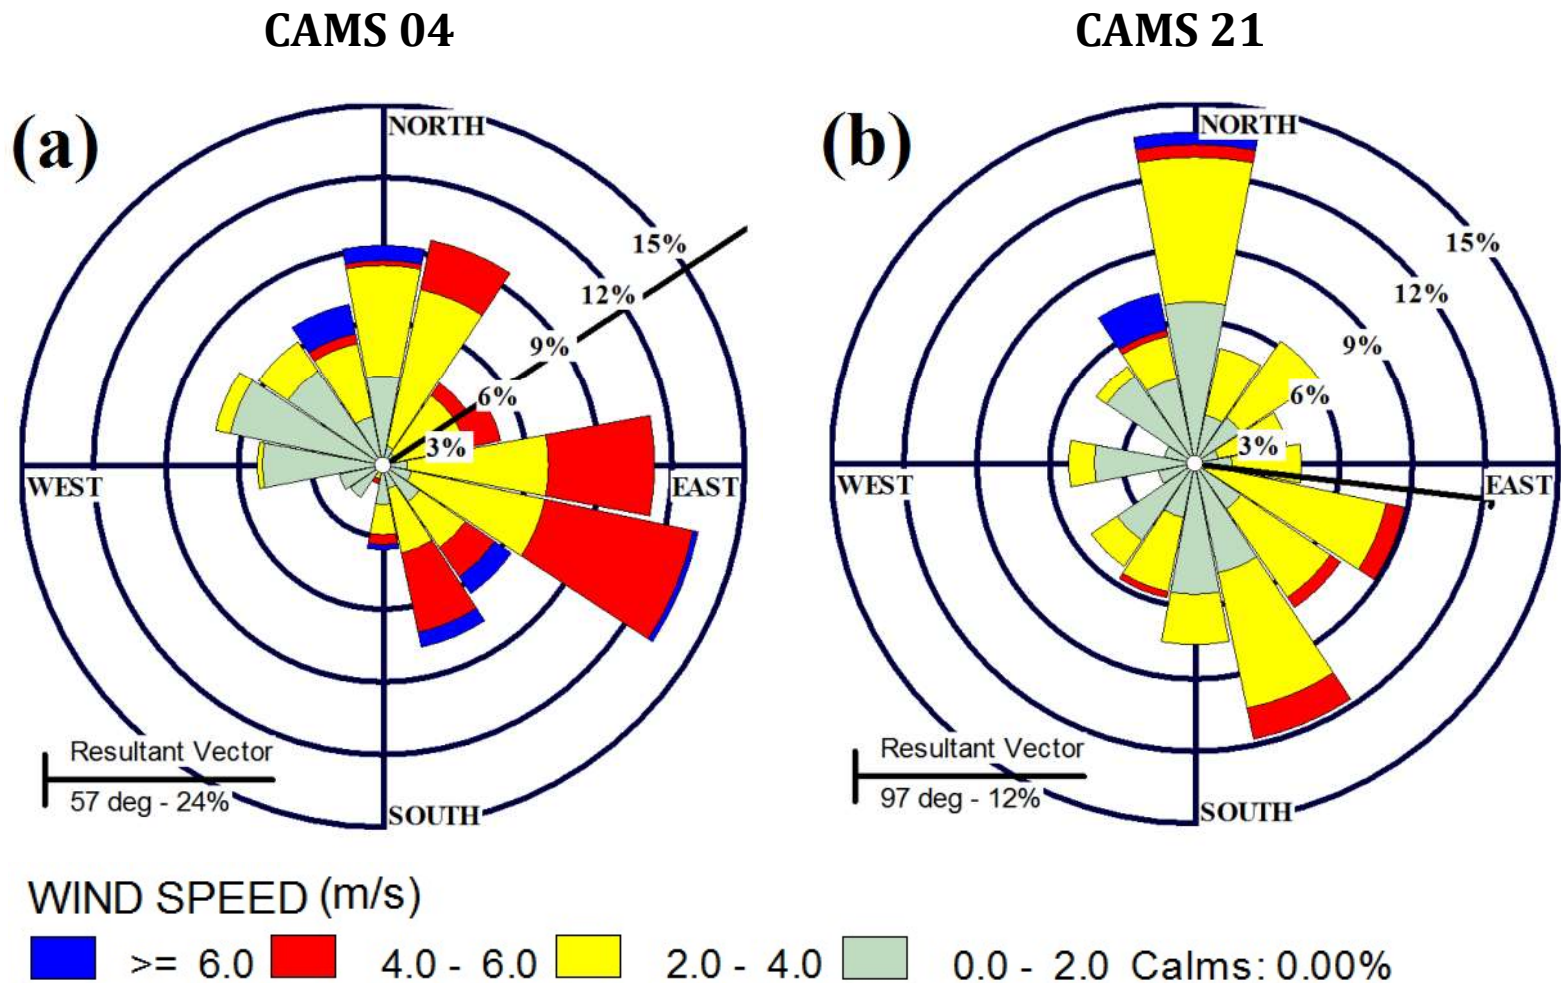 CAMS 04
CAMS 21
(a)
NORTH
15%
12%
9%
6%
3%
WEST
EAST
SOUTH
Resultant Vector
57 deg - 24%
(b)
NORTH
15%
12%
9%
6%
3%
WEST
EAST
SOUTH
Resultant Vector
97 deg - 12%
WIND SPEED (m/s)
>= 6.0 4.0 - 6.0 2.0 - 4.0 0.0 - 2.0 Calms: 0.00%